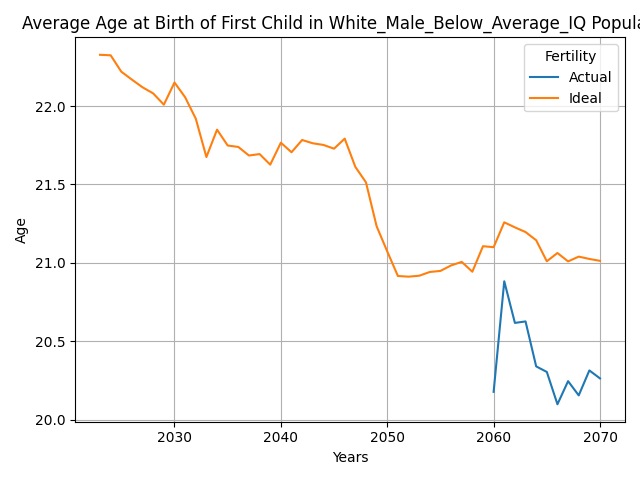 Average Age at Birth of First Child in White_Male_Below_Average_IQ Popula
Fertility
Actual
Ideal
22.0
21.5
21.0
20.5
20.0
Age
2030 2040 2050 2060 2070
Years